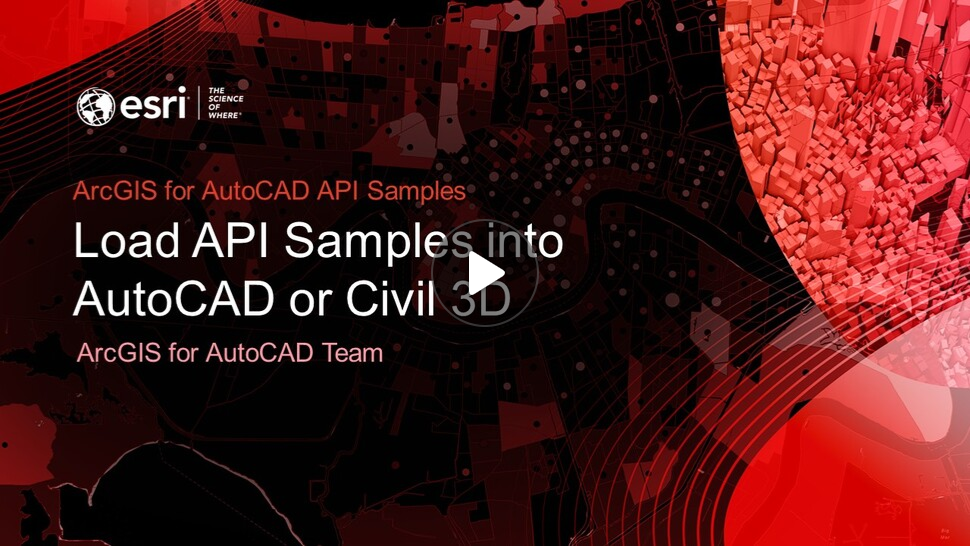 esri
THE
SCIENCE
OF
WHERE®
ArcGIS for AutoCAD API Samples
Load API Samples into
AutoCAD or Civil 3D
ArcGIS for AutoCAD Team